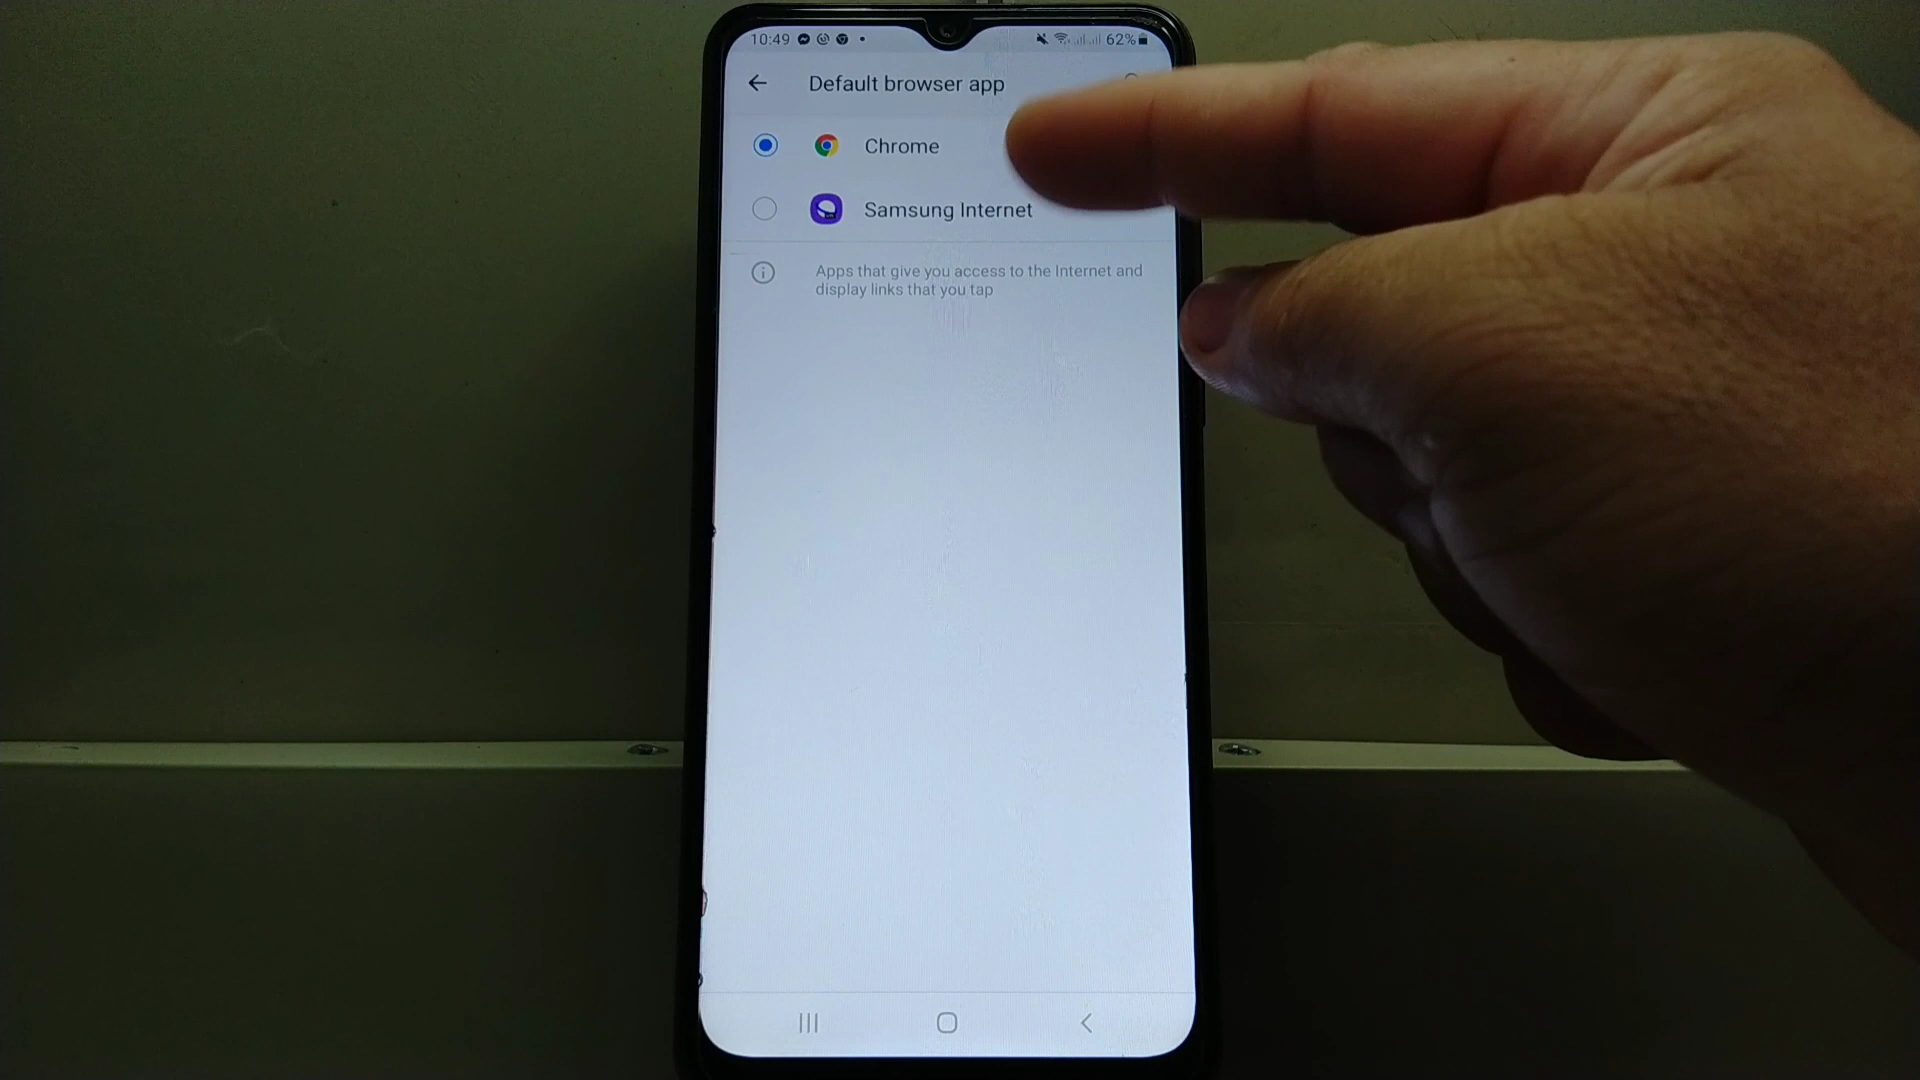 10:49 62%
Default browser app
Chrome
Samsung Internet
Apps that give you access to the Internet and
display links that you tap